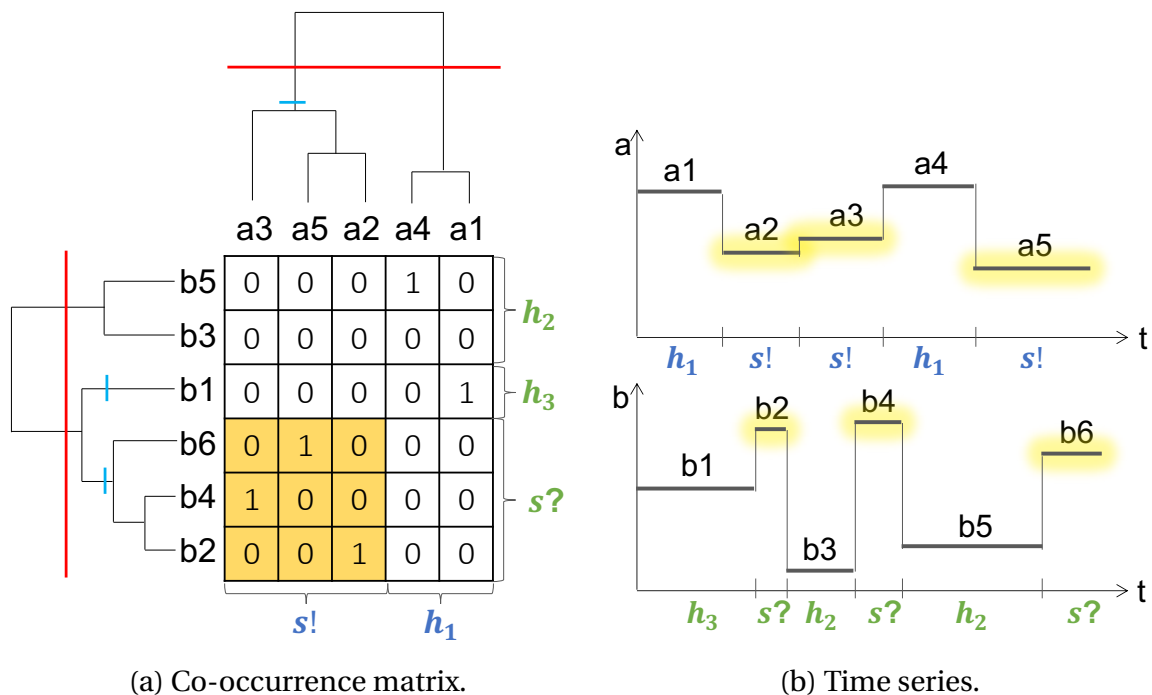 a3 a5 a2 a4 a1
b5 0 0 0 1 0
b3 0 0 0 0 0
h₂
b1 0 0 0 0 1 h₃
b6 0 1 0 0 0
b4 1 0 0 0 0 s?
b2 0 0 1 0 0
s! h₁
(a) Co-occurrence matrix.
a
a1 a2 a3 a4 a5
t
h₁ s! s! h₁ s!
b
b1 b2 b3 b4 b5 b6
t
h₃ s? h₂ s? h₂ s?
(b) Time series.